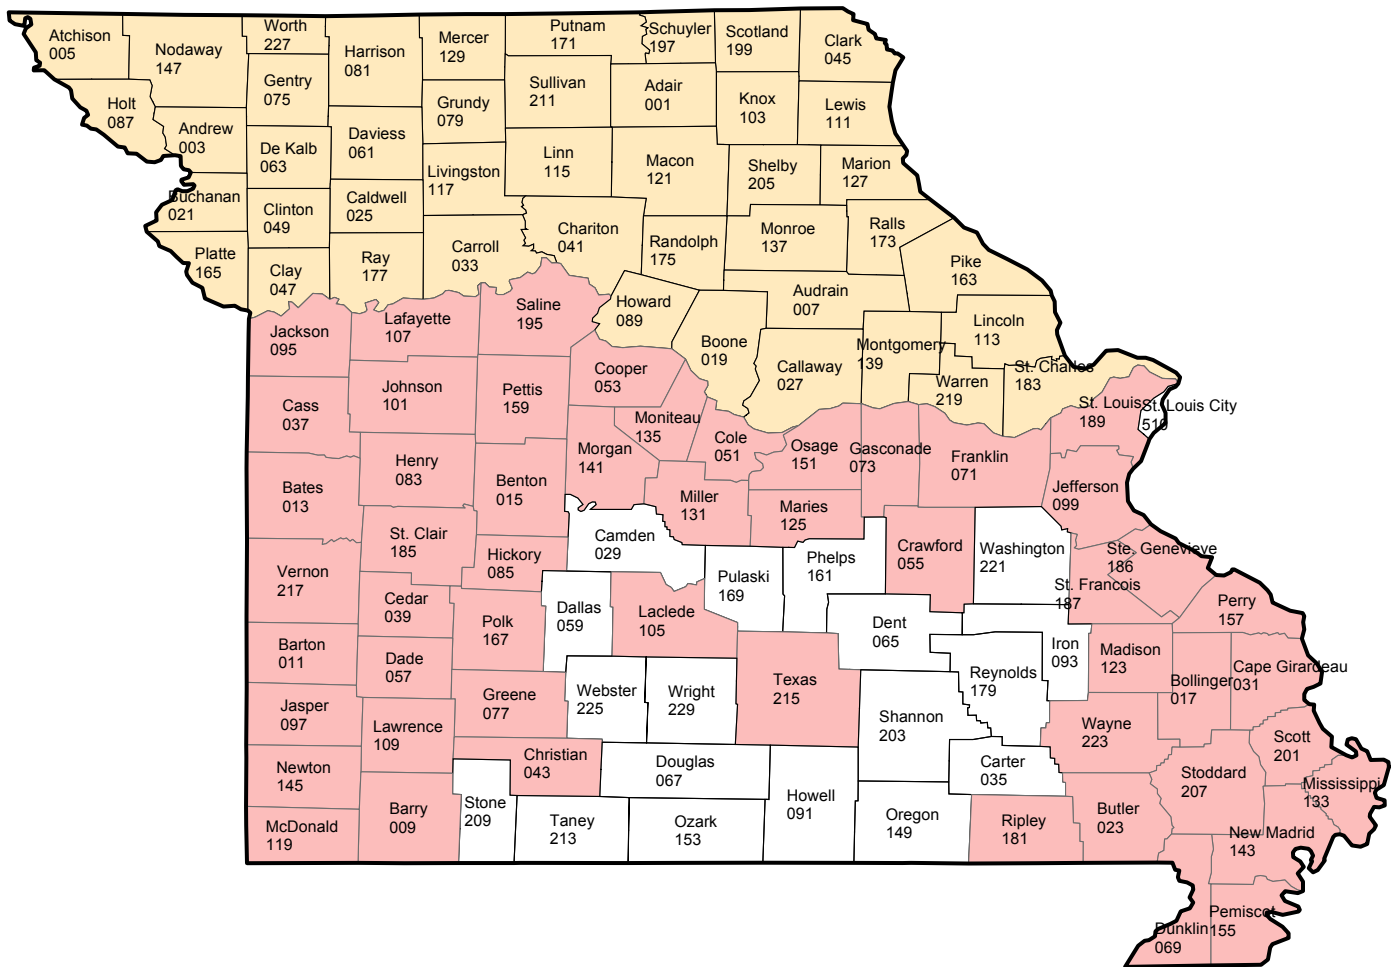 Atchison
005
Nodaway
147
Worth
227
Harrison
081
Mercer
129
Putnam
171
Schuyler
197
Scotland
199
Clark
045
Holt
087
Gentry
075
Grundy
079
Sullivan
211
Adair
001
Knox
103
Lewis
111
Andrew
003
De Kalb
063
Daviess
061
Livingston
117
Linn
115
Macon
121
Shelby
205
Marion
127
Buchanan
021
Clinton
049
Caldwell
025
Chariton
041
Randolph
175
Monroe
137
Ralls
173
Platte
165
Clay
047
Ray
177
Carroll
033
Pike
163
Jackson
095
Lafayette
107
Saline
195
Howard
089
Boone
019
Audrain
007
Callaway
027
Montgomery
139
Lincoln
113
Warren
219
St. Charles
183
St. Louis
189
St. Louis City
510
Cass
037
Johnson
101
Pettis
159
Cooper
053
Moniteau
135
Cole
051
Osage
151
Gasconade
073
Franklin
071
Jefferson
099
Bates
013
Henry
083
Benton
015
Morgan
141
Miller
131
Maries
125
Vernon
217
St. Clair
185
Hickory
085
Camden
029
Pulaski
169
Phelps
161
Crawford
055
Washington
221
Ste. Genevieve
186
St. Francois
187
Perry
157
Cedar
039
Polk
167
Dallas
059
Laclede
105
Dent
065
Iron
093
Madison
123
Bollinger
017
Cape Girardeau
031
Barton
011
Dade
057
Greene
077
Webster
225
Wright
229
Texas
215
Reynolds
179
Shannon
203
Wayne
223
Scott
201
Jasper
097
Lawrence
109
Christian
043
Douglas
067
Carter
035
Stoddard
207
Mississippi
133
Newton
145
Barry
009
Stone
209
Taney
213
Ozark
153
Howell
091
Oregon
149
Ripley
181
Butler
023
New Madrid
143
McDonald
119
Pemiscot
155
Dunklin
069